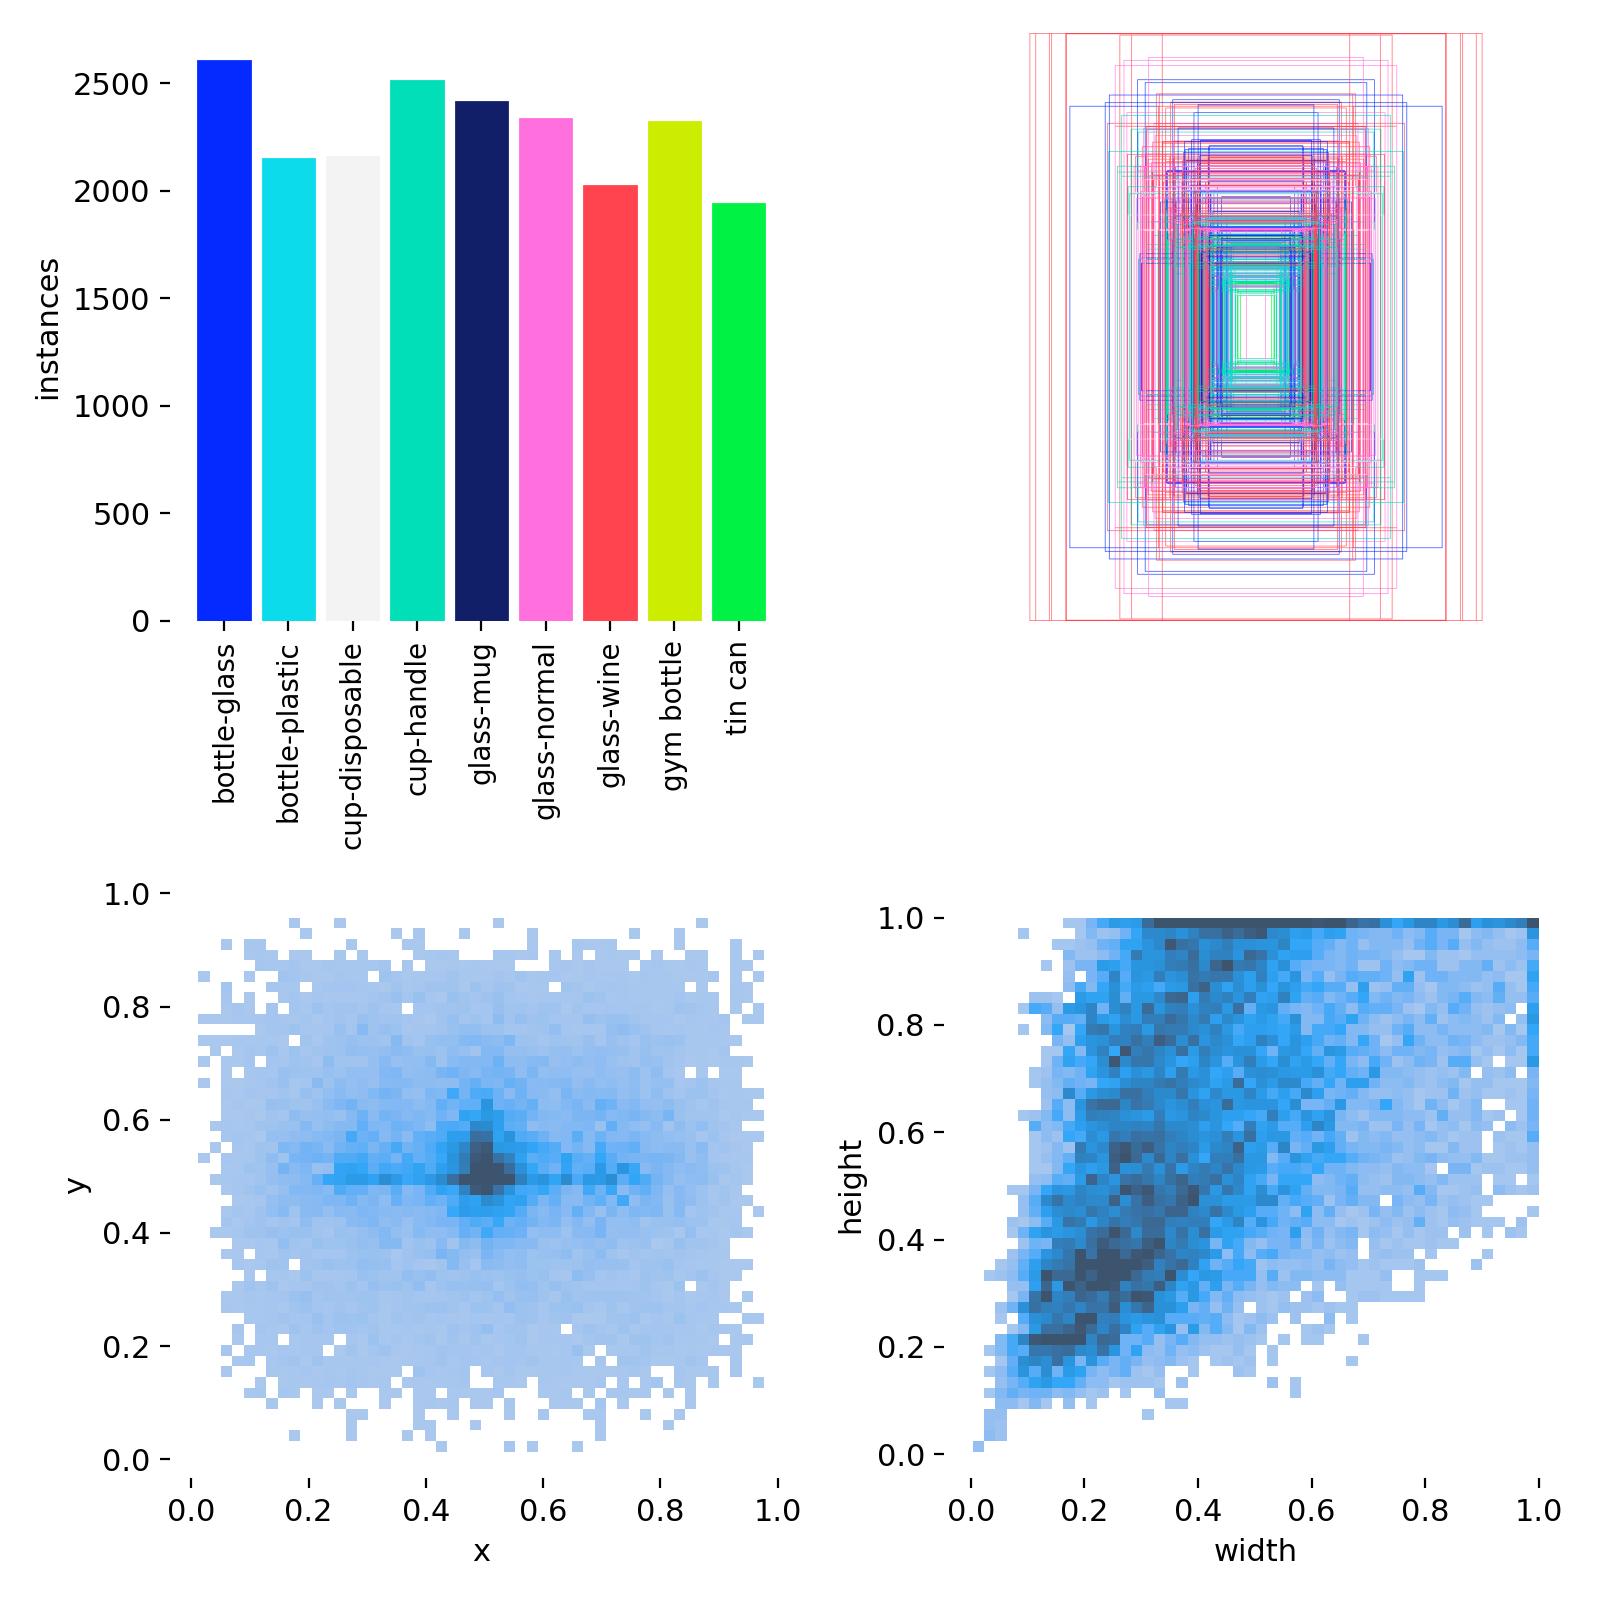 2500
2000
1500
1000
500
0
instances
bottle-glass
bottle-plastic
cup-disposable
cup-handle
glass-mug
glass-normal
glass-wine
gym bottle
tin can
1.0
0.8
0.6
0.4
0.2
0.0
y
0.0 0.2 0.4 0.6 0.8 1.0
x
1.0
0.8
0.6
0.4
0.2
0.0
height
0.0 0.2 0.4 0.6 0.8 1.0
width